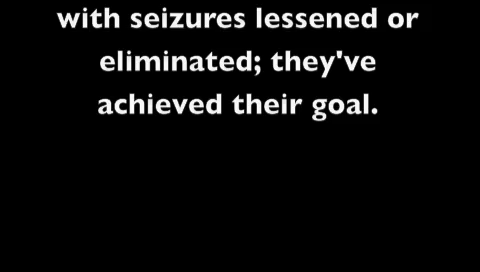 with seizures lessened or
eliminated; they've
achieved their goal.